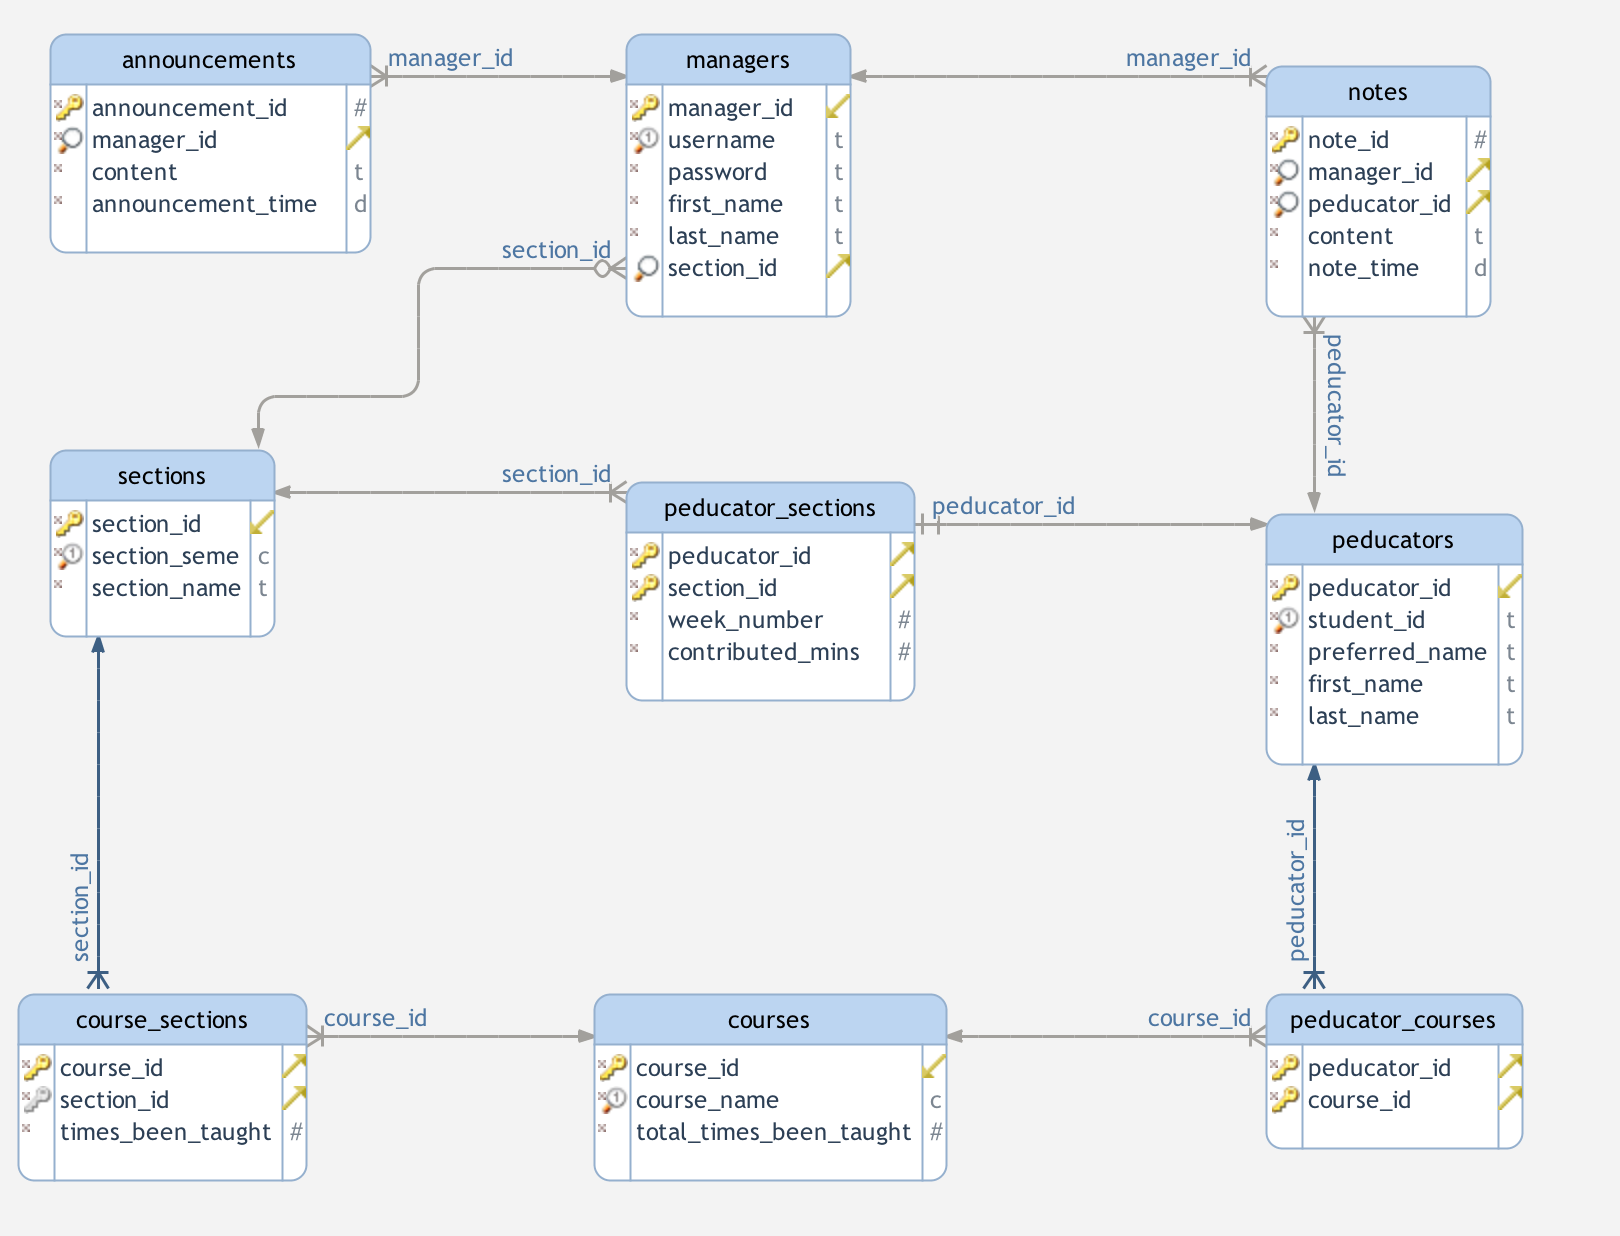 announcements
announcement_id #
manager_id
content t
announcement_time d
manager_id
managers
manager_id
username t
password t
first_name t
last_name t
section_id
manager_id
notes
note_id #
manager_id
peducator_id
content t
note_time d
section_id
peducator_id
sections
section_id
section_seme c
section_name t
section_id
peducator_sections
peducator_id
section_id
week_number #
contributed_mins #
peducator_id
peducators
peducator_id
student_id t
preferred_name t
first_name t
last_name t
section_id
peducator_id
course_sections
course_id
section_id
times_been_taught #
course_id
courses
course_id
course_name c
total_times_been_taught #
course_id
peducator_courses
peducator_id
course_id